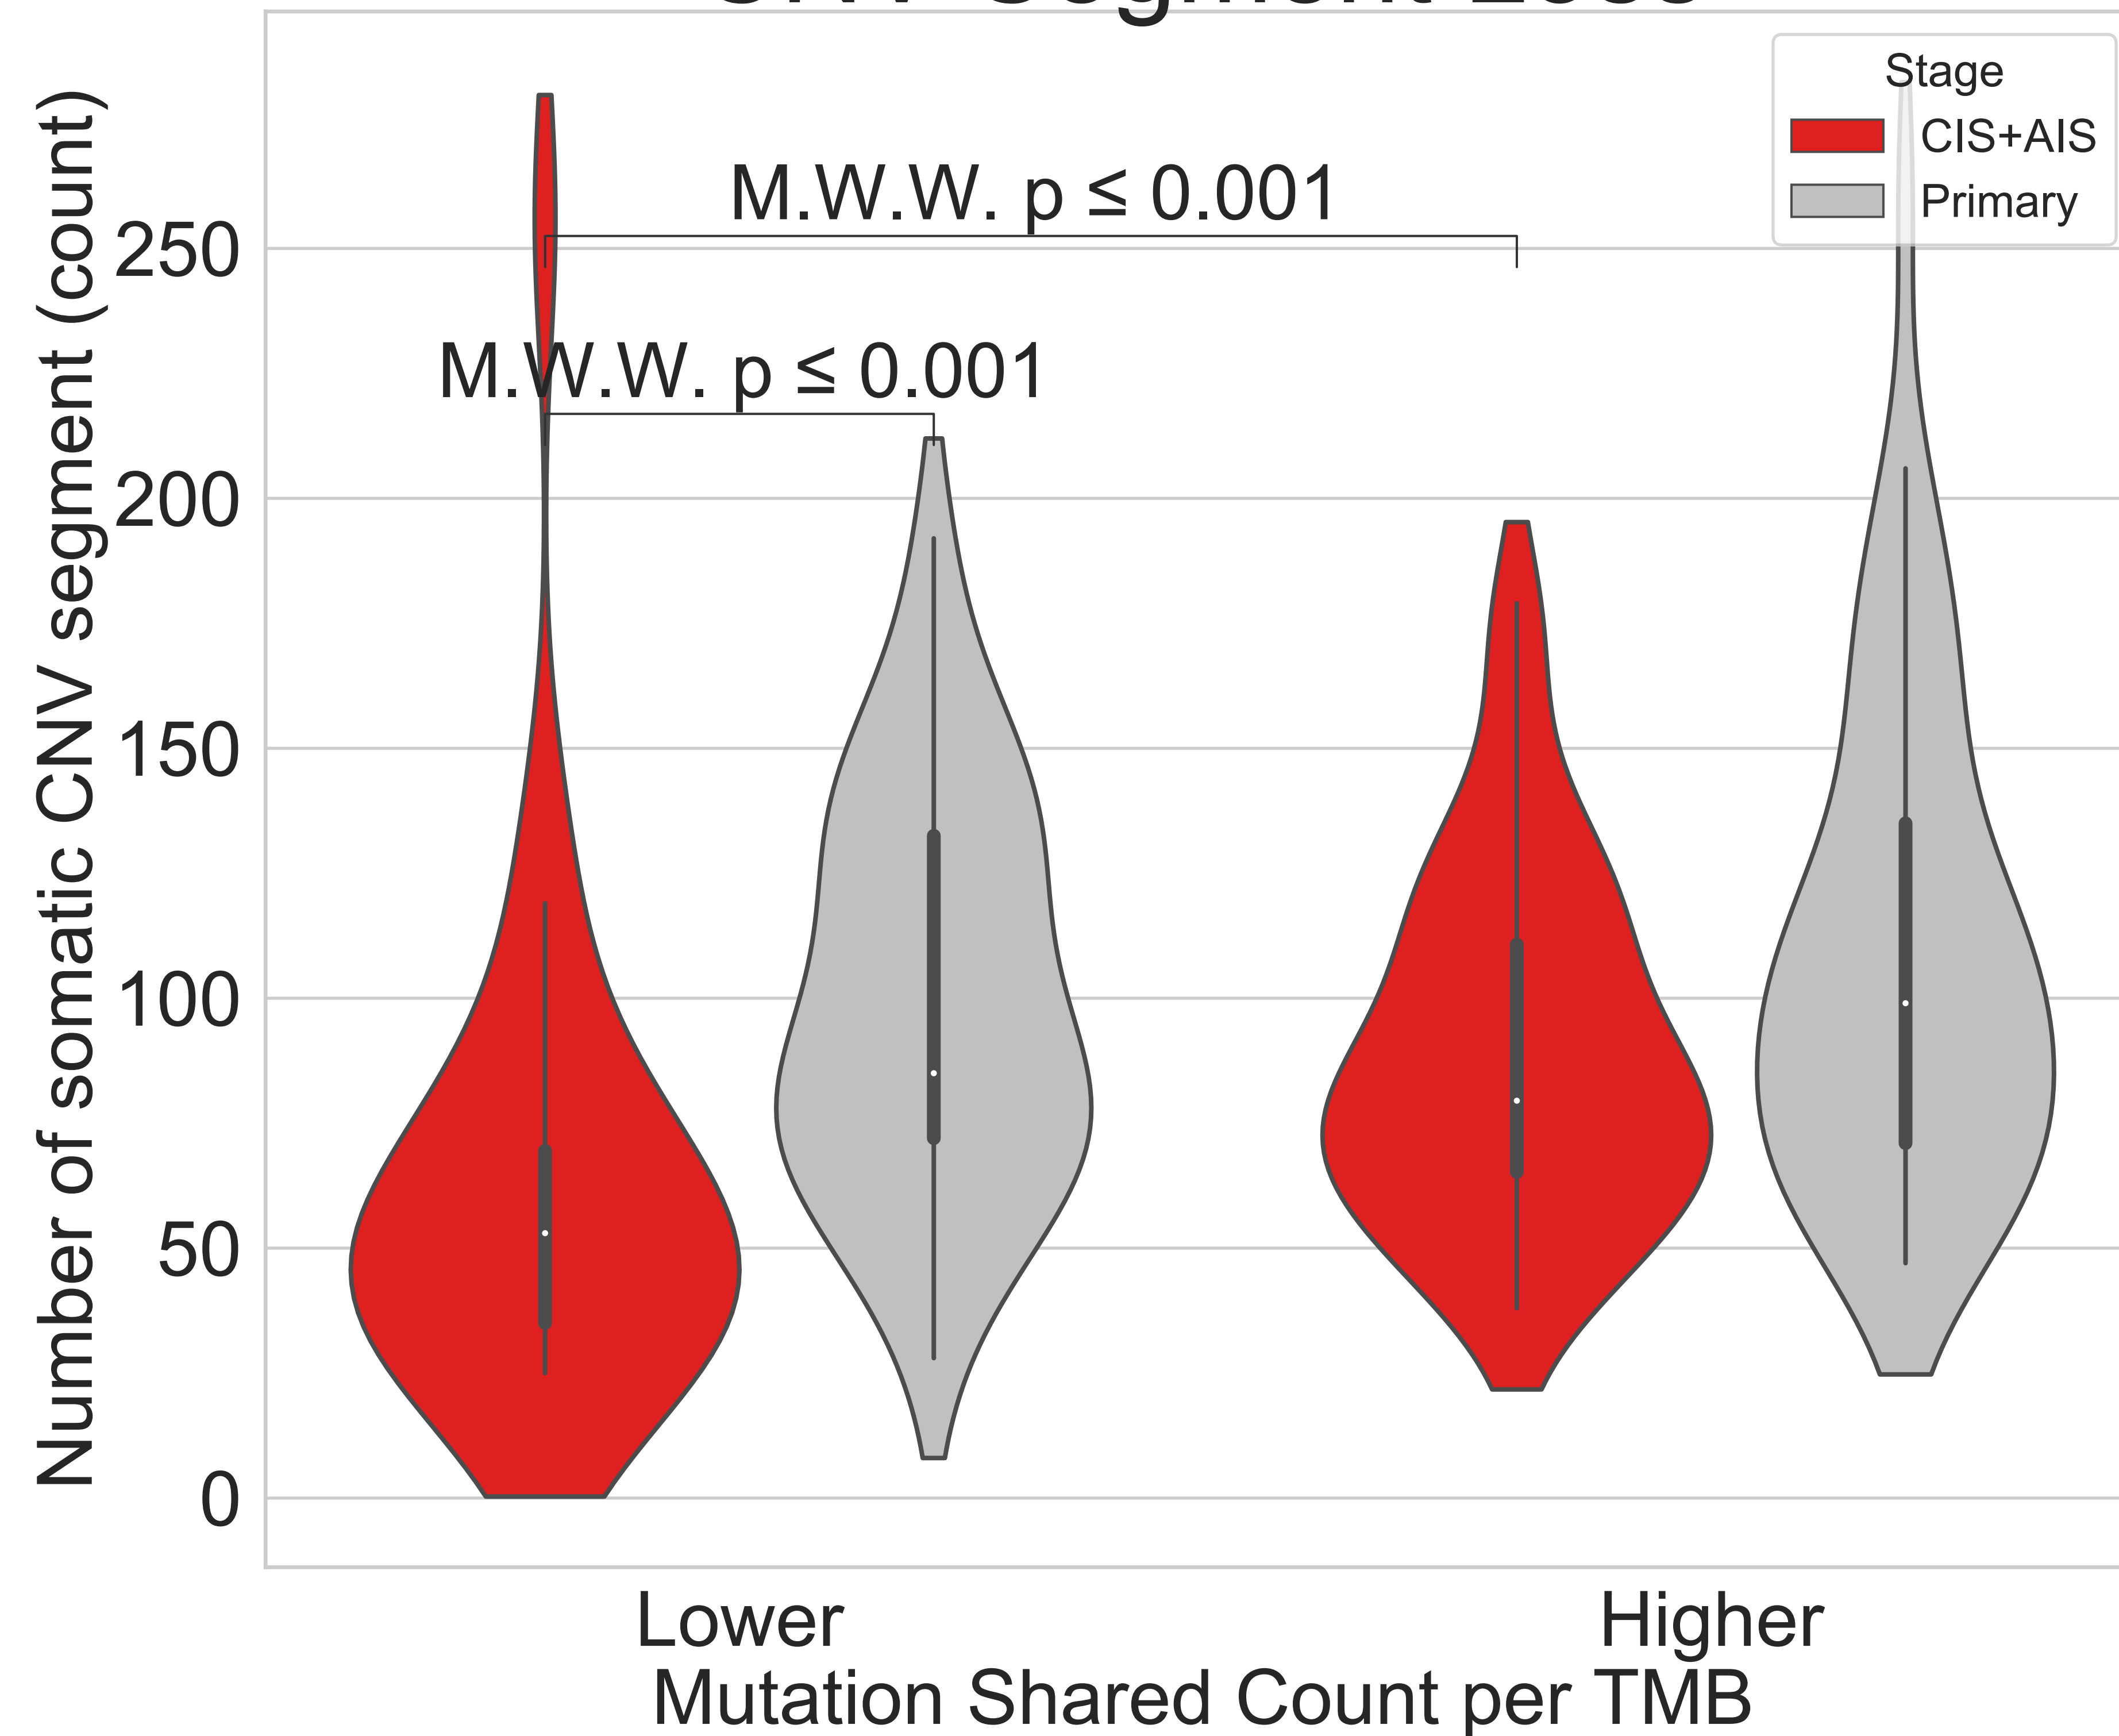 Stage
CIS+AIS
Primary
M.W.W. p ≤ 0.001
M.W.W. p ≤ 0.001
Number of somatic CNV segment (count)
250
200
150
100
50
0
Lower
Higher
Mutation Shared Count per TMB